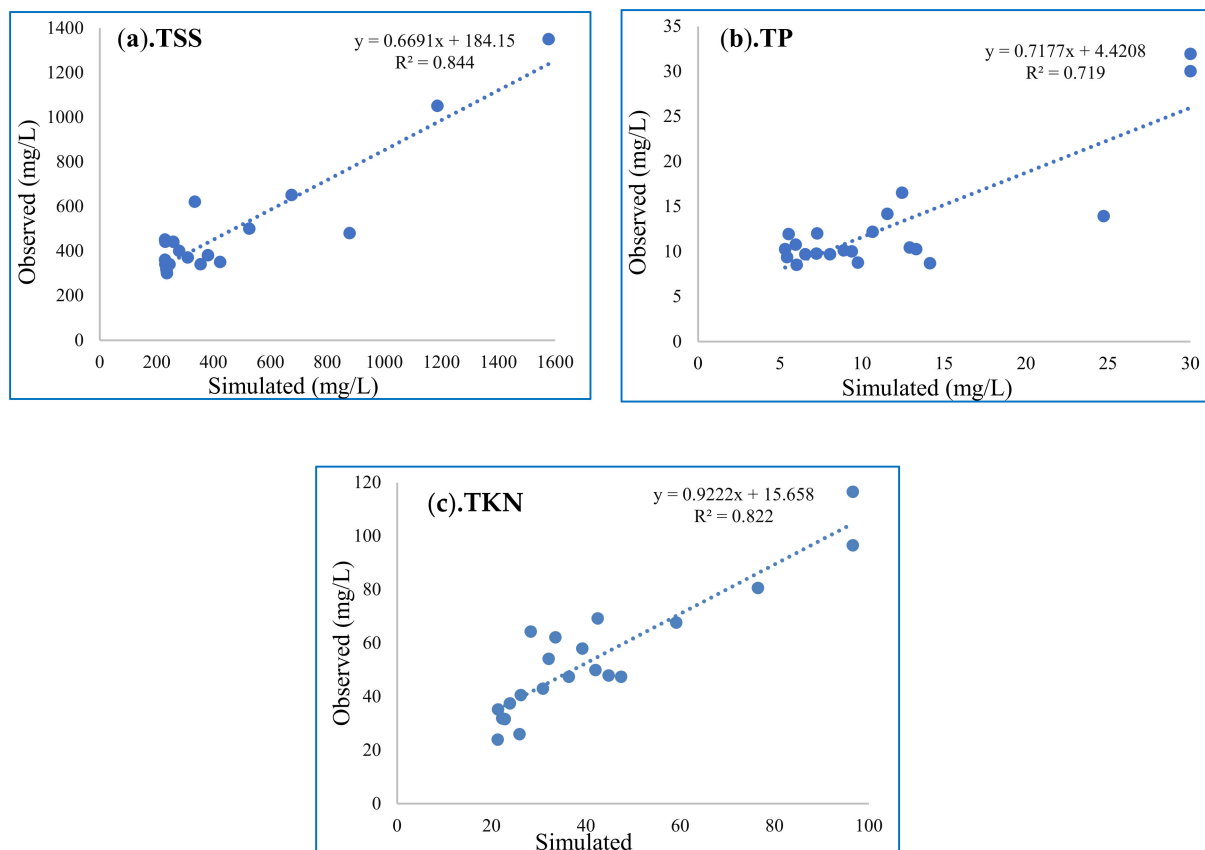 (a).TSS
y = 0.6691x + 184.15
R² = 0.844
Observed (mg/L)
1400
1200
1000
800
600
400
200
0
0 200 400 600 800 1000 1200 1400 1600
Simulated (mg/L)
(b).TP
y = 0.7177x + 4.4208
R² = 0.719
Observed (mg/L)
35
30
25
20
15
10
5
0
0 5 10 15 20 25 30
Simulated (mg/L)
(c).TKN
y = 0.9222x + 15.658
R² = 0.822
Observed (mg/L)
120
100
80
60
40
20
0
0 20 40 60 80 100
Simulated